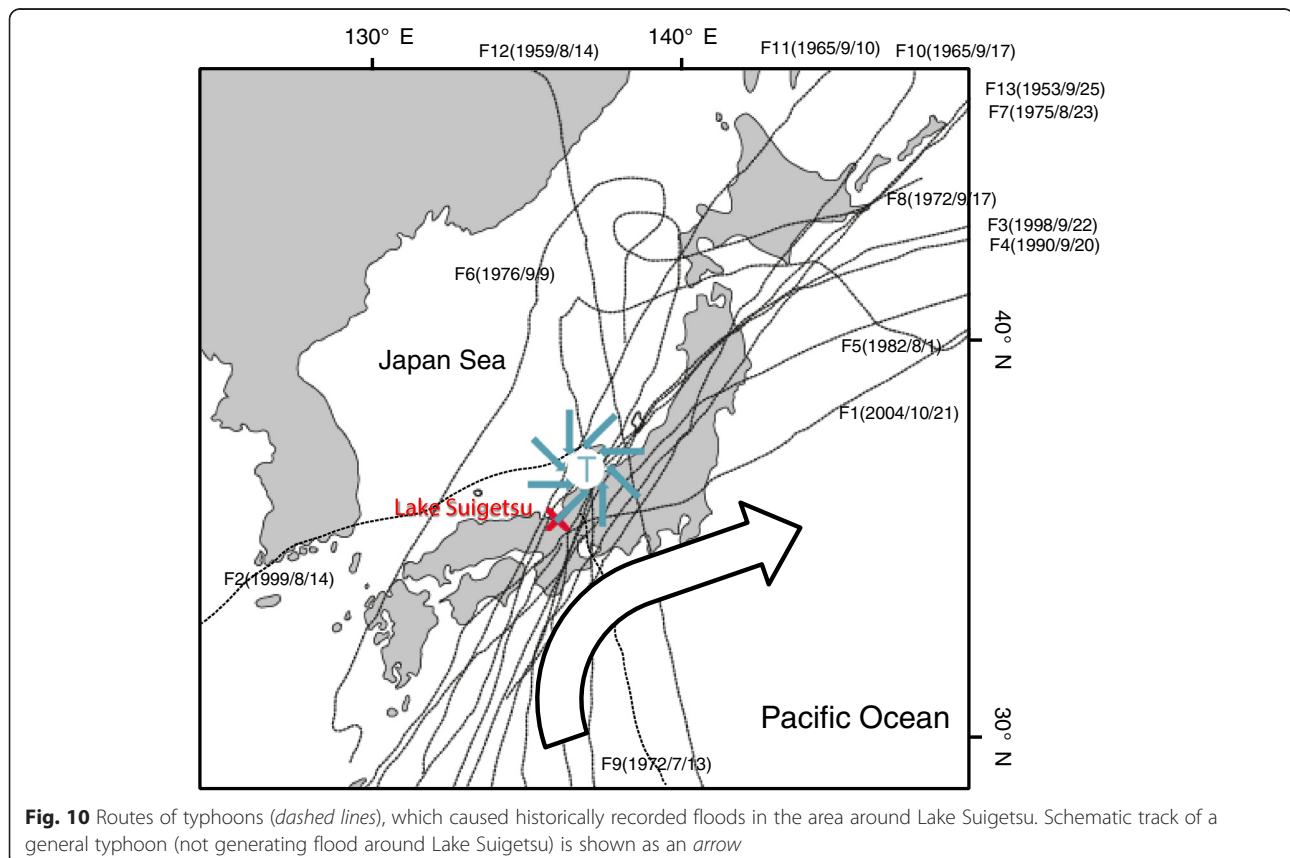 130° E
140° E
F12(1959/8/14)
F11(1965/9/10)
F10(1965/9/17)
F13(1953/9/25)
F7(1975/8/23)
F8(1972/9/17)
F3(1998/9/22)
F4(1990/9/20)
F6(1976/9/9)
40° N
Japan Sea
F5(1982/8/1)
F1(2004/10/21)
T
Lake Suigetsu
F2(1999/8/14)
Pacific Ocean
30° N
F9(1972/7/13)
Fig. 10 Routes of typhoons (dashed lines), which caused historically recorded floods in the area around Lake Suigetsu. Schematic track of a
general typhoon (not generating flood around Lake Suigetsu) is shown as an arrow